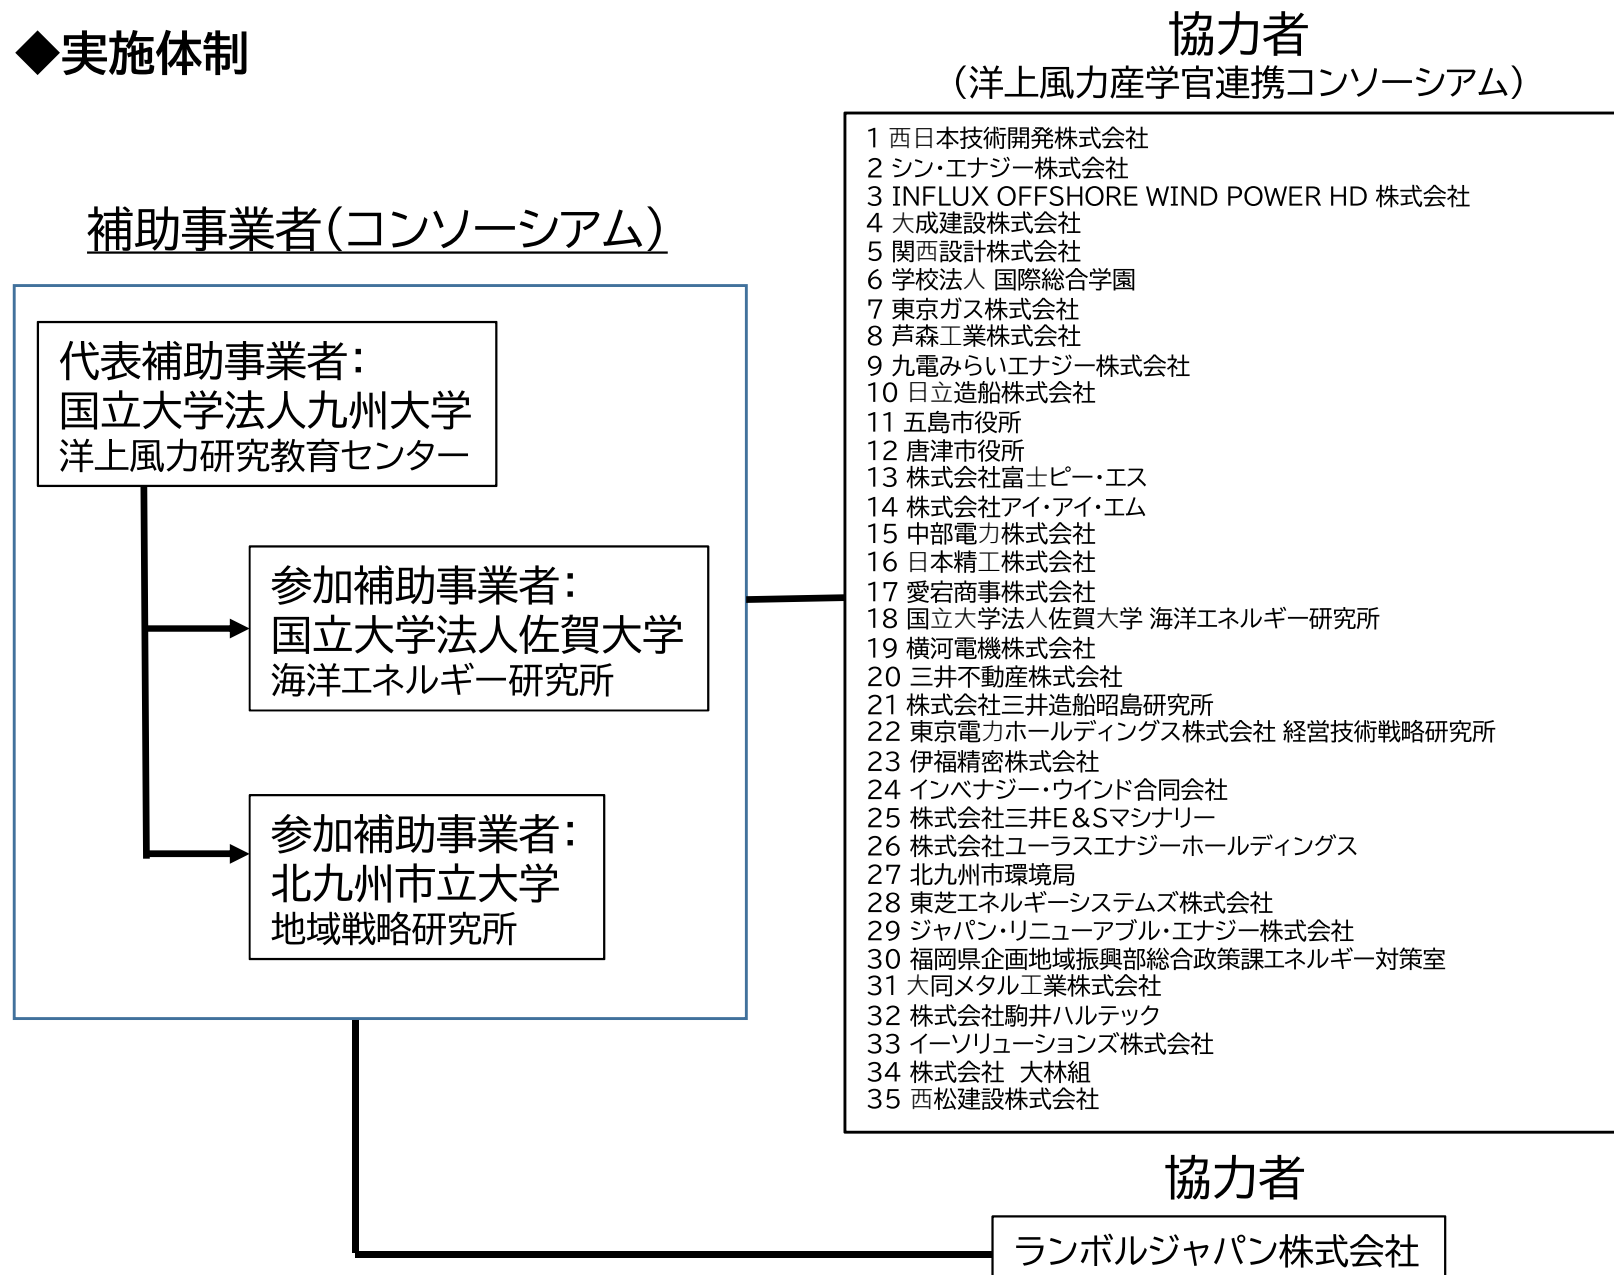 ◆実施体制
補助事業者(コンソーシアム)
代表補助事業者：
国立大学法人九州大学
洋上風力研究教育センター
参加補助事業者：
国立大学法人佐賀大学
海洋エネルギー研究所
参加補助事業者：
北九州市立大学
地域戦略研究所
協力者
(洋上風力産学官連携コンソーシアム)
1 西日本技術開発株式会社
2 シン・エナジー株式会社
3 INFLUX OFFSHORE WIND POWER HD 株式会社
4 大成建設株式会社
5 関西設計株式会社
6 学校法人 国際総合学園
7 東京ガス株式会社
8 芦森工業株式会社
9 九電みらいエナジー株式会社
10 日立造船株式会社
11 五島市役所
12 唐津市役所
13 株式会社富士ピー・エス
14 株式会社アイ・アイ・エム
15 中部電力株式会社
16 日本精工株式会社
17 愛宕商事株式会社
18 国立大学法人佐賀大学 海洋エネルギー研究所
19 横河電機株式会社
20 三井不動産株式会社
21 株式会社三井造船昭島研究所
22 東京電力ホールディングス株式会社 経営技術戦略研究所
23 伊福精密株式会社
24 インベナジー・ウインド合同会社
25 株式会社三井E&Sマシナリー
26 株式会社ユーラスエナジーホールディングス
27 北九州市環境局
28 東芝エネルギーシステムズ株式会社
29 ジャパン・リニューアブル・エナジー株式会社
30 福岡県企画地域振興部総合政策課エネルギー対策室
31 大同メタル工業株式会社
32 株式会社駒井ハルテック
33 イーソリューションズ株式会社
34 株式会社　大林組
35 西松建設株式会社
協力者
ランボルジャパン株式会社